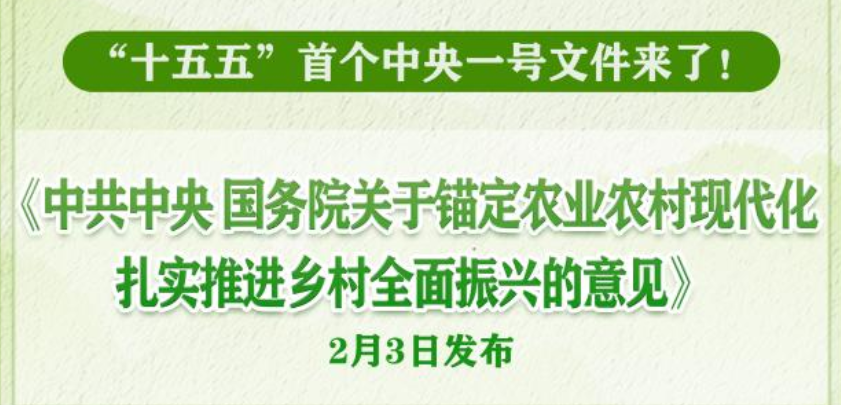 “十五五”首个中央一号文件来了!
《中共中央 国务院关于锚定农业农村现代化
扎实推进乡村全面振兴的意见》
2月3日发布